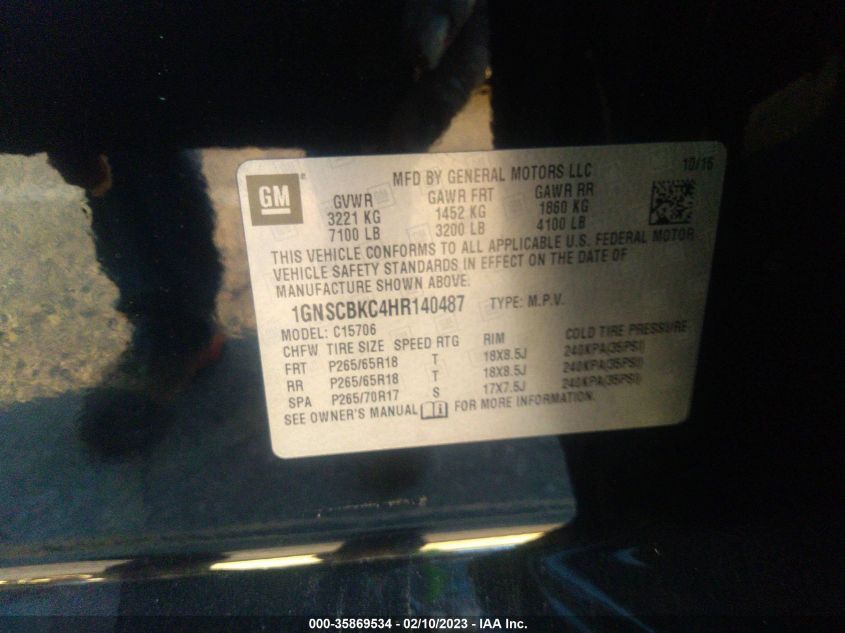 MFD BY GENERAL MOTORS LLC 10/16
GM
GVWR GAWR FRT GAWR RR
3221 KG 1452 KG 1860 KG
7100 LB 3200 LB 4100 LB
THIS VEHICLE CONFORMS TO ALL APPLICABLE U.S. FEDERAL MOTOR
VEHICLE SAFETY STANDARDS IN EFFECT ON THE DATE OF
MANUFACTURE SHOWN ABOVE.
1GNSCBKC4HR140487 TYPE: M.P.V.
MODEL: C15706
CHFW TIRE SIZE SPEED RTG RIM COLD TIRE PRESSURE
FRT P265/65R18 T 18X8.5J 240KPA(35PSI)
RR P265/65R18 T 18X8.5J 240KPA(35PSI)
SPA P265/70R17 S 17X7.5J 240KPA(35PSI)
SEE OWNER'S MANUAL FOR MORE INFORMATION.
000-35869534 - 02/10/2023 - IAA Inc.